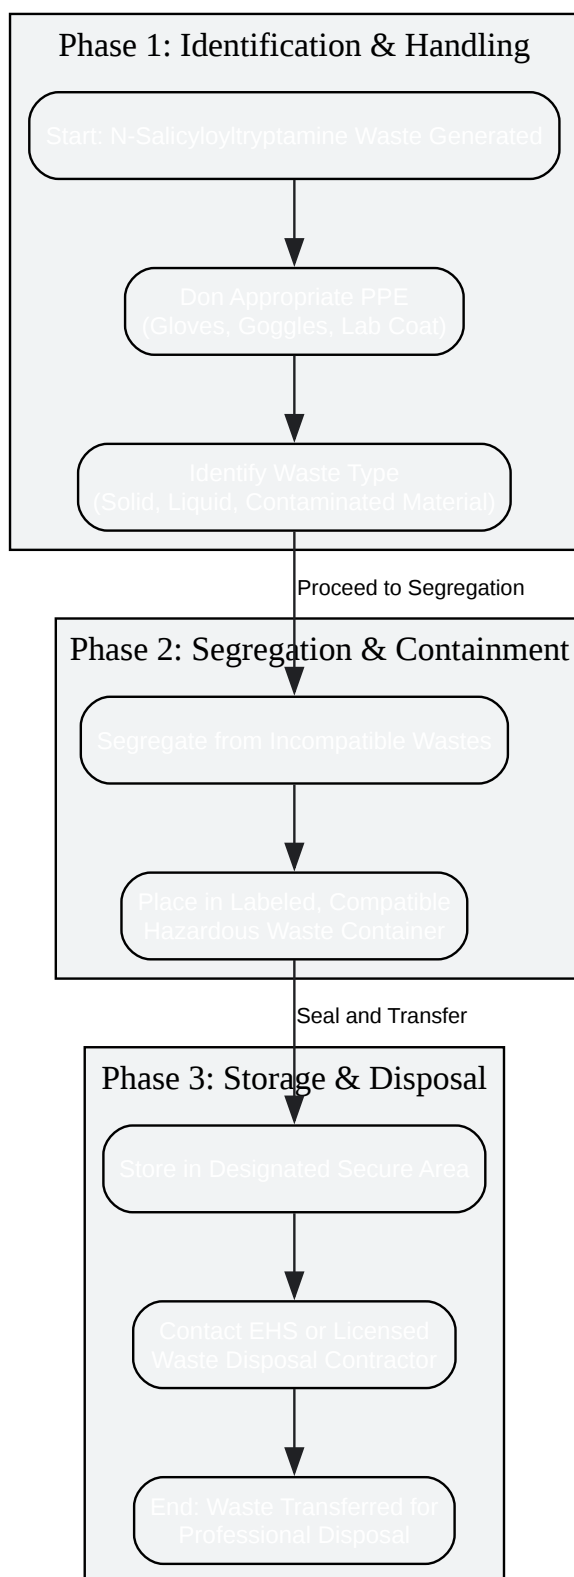 Phase 1: Identification & Handling
Start: N-Salicyloyltryptamine Waste Generated
Don Appropriate PPE
(Gloves, Goggles, Lab Coat)
Identify Waste Type
(Solid, Liquid, Contaminated Material)
Proceed to Segregation
Phase 2: Segregation & Containment
Segregate from Incompatible Wastes
Place in Labeled, Compatible
Hazardous Waste Container
Seal and Transfer
Phase 3: Storage & Disposal
Store in Designated Secure Area
Contact EHS or Licensed
Waste Disposal Contractor
End: Waste Transferred for
Professional Disposal